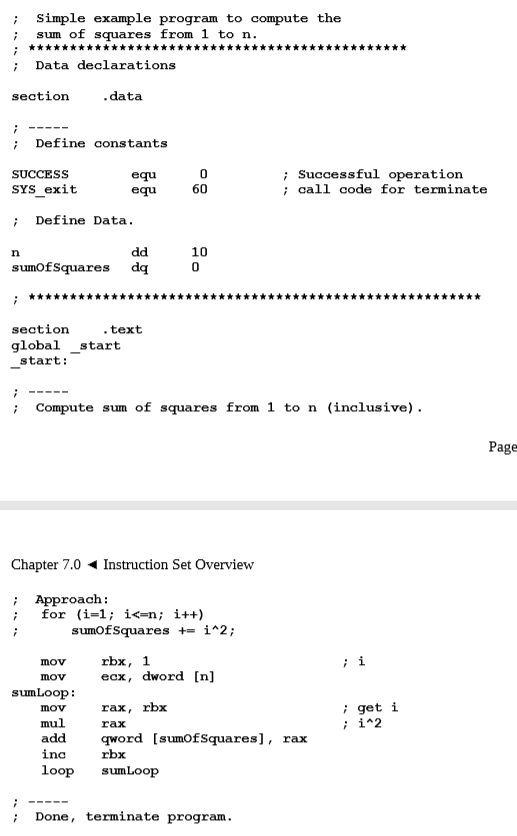 ;  Simple example program to compute the
;  sum of squares from 1 to n.
; **********************************************
;  Data declarations
section    .data
; -----
;  Define constants
SUCCESS        equ    0        ; Successful operation
SYS_exit       equ    60       ; call code for terminate
;  Define Data.
n              dd     10
sumOfSquares   dq     0
; *******************************************************
section    .text
global _start
_start:
; -----
;  Compute sum of squares from 1 to n (inclusive).
Page
Chapter 7.0 ◄ Instruction Set Overview
;  Approach:
;   for (i=1; i<=n; i++)
;       sumOfSquares += i^2;
    mov    rbx, 1                        ; i
    mov    ecx, dword [n]
sumLoop:
    mov    rax, rbx                      ; get i
    mul    rax                           ; i^2
    add    qword [sumOfSquares], rax
    inc    rbx
    loop   sumLoop
; -----
;  Done, terminate program.